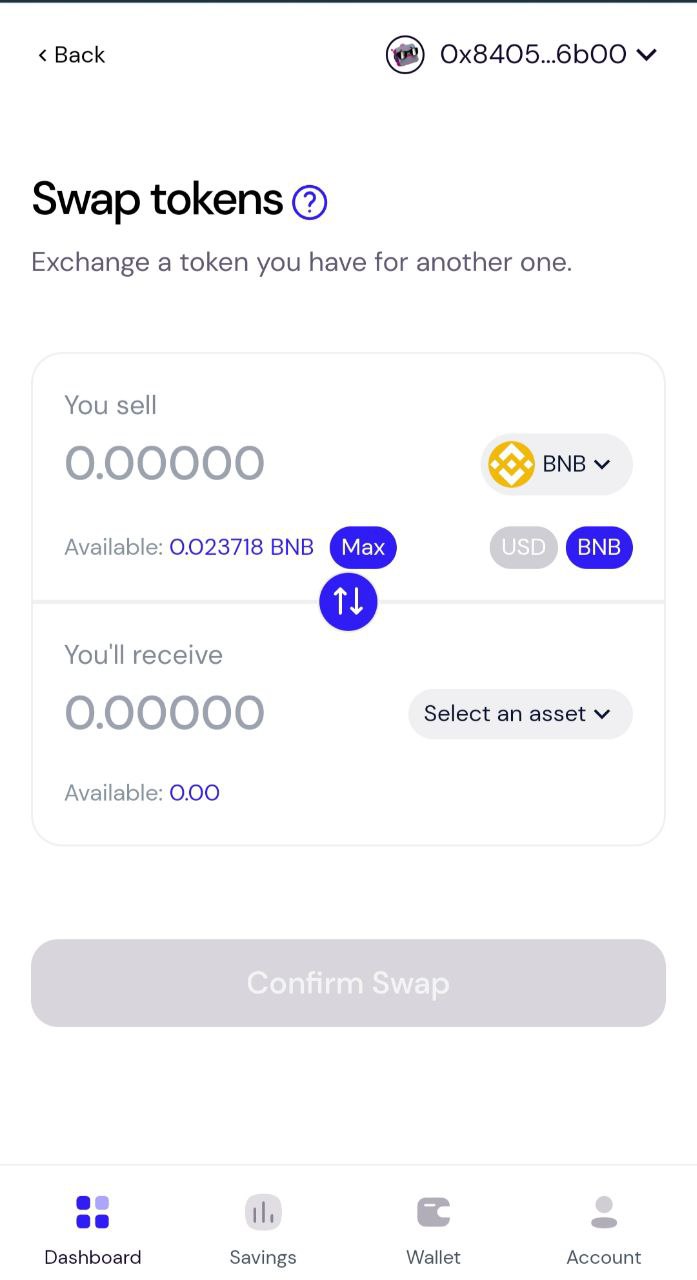 Back
0x8405...6b00
Swap tokens ?
Exchange a token you have for another one.
You sell
0.00000
BNB
Available: 0.023718 BNB Max USD BNB
You'll receive
0.00000
Select an asset
Available: 0.00
Confirm Swap
Dashboard Savings Wallet Account